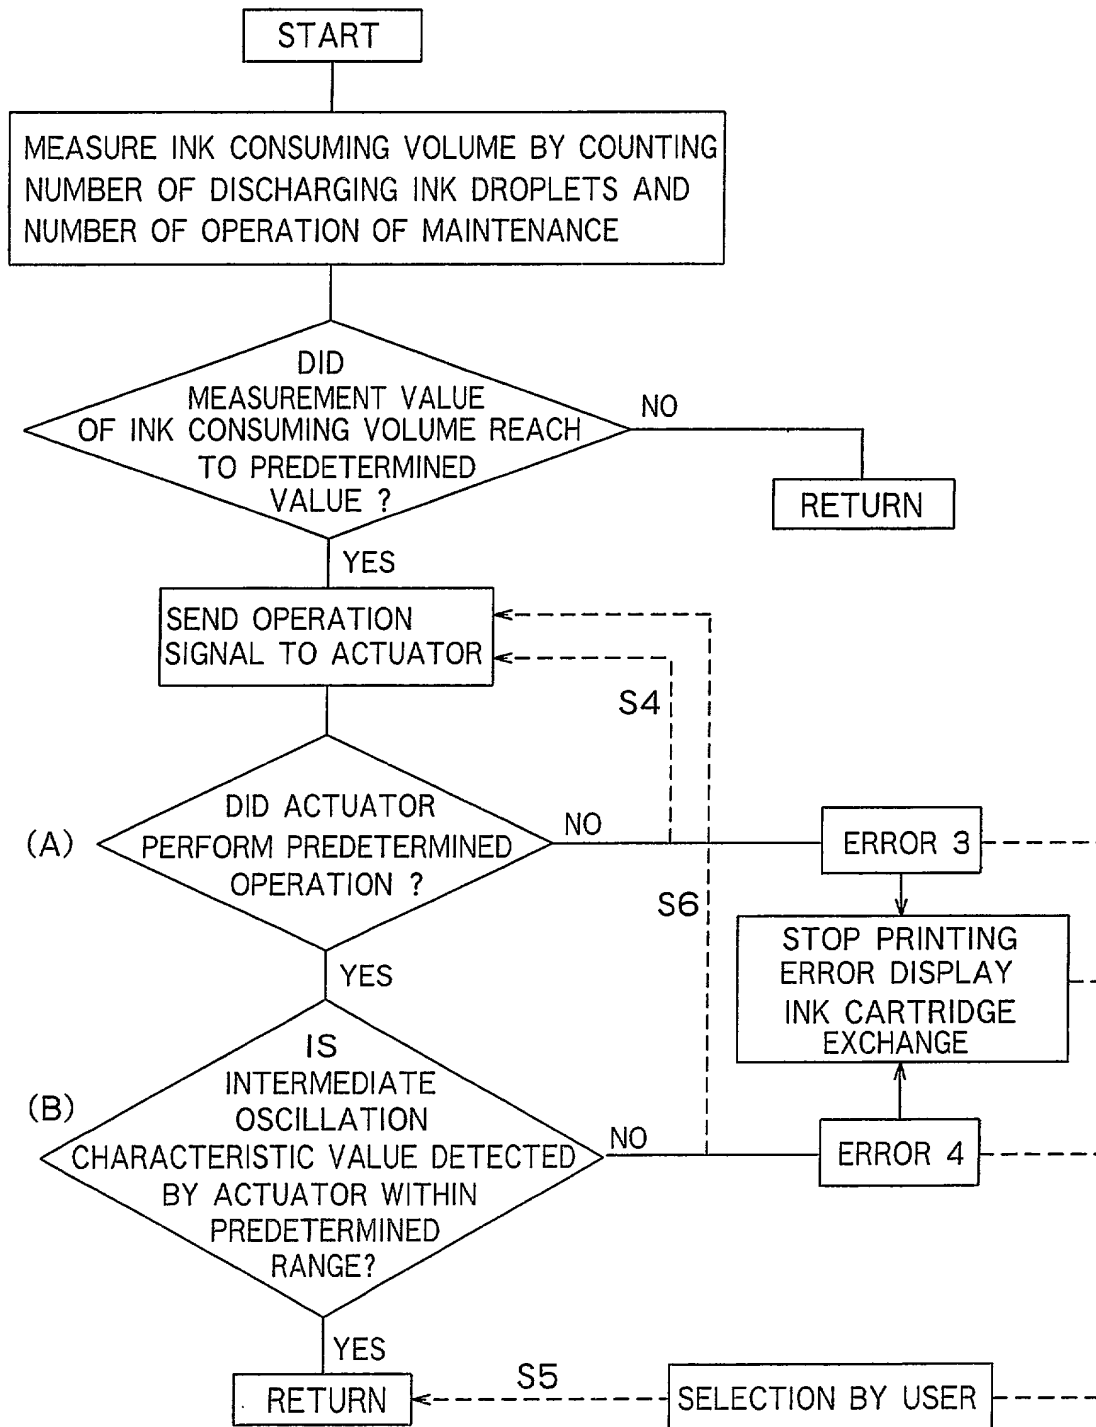 START
MEASURE INK CONSUMING VOLUME BY COUNTING
NUMBER OF DISCHARGING INK DROPLETS AND
NUMBER OF OPERATION OF MAINTENANCE
DID
MEASUREMENT VALUE
OF INK CONSUMING VOLUME REACH
TO PREDETERMINED
VALUE ?
NO
RETURN
YES
SEND OPERATION
SIGNAL TO ACTUATOR
S4
(A)
DID ACTUATOR
PERFORM PREDETERMINED
OPERATION ?
NO
ERROR 3
S6
STOP PRINTING
ERROR DISPLAY
INK CARTRIDGE
EXCHANGE
YES
(B)
IS
INTERMEDIATE
OSCILLATION
CHARACTERISTIC VALUE DETECTED
BY ACTUATOR WITHIN
PREDETERMINED
RANGE?
NO
ERROR 4
YES
RETURN
S5
SELECTION BY USER